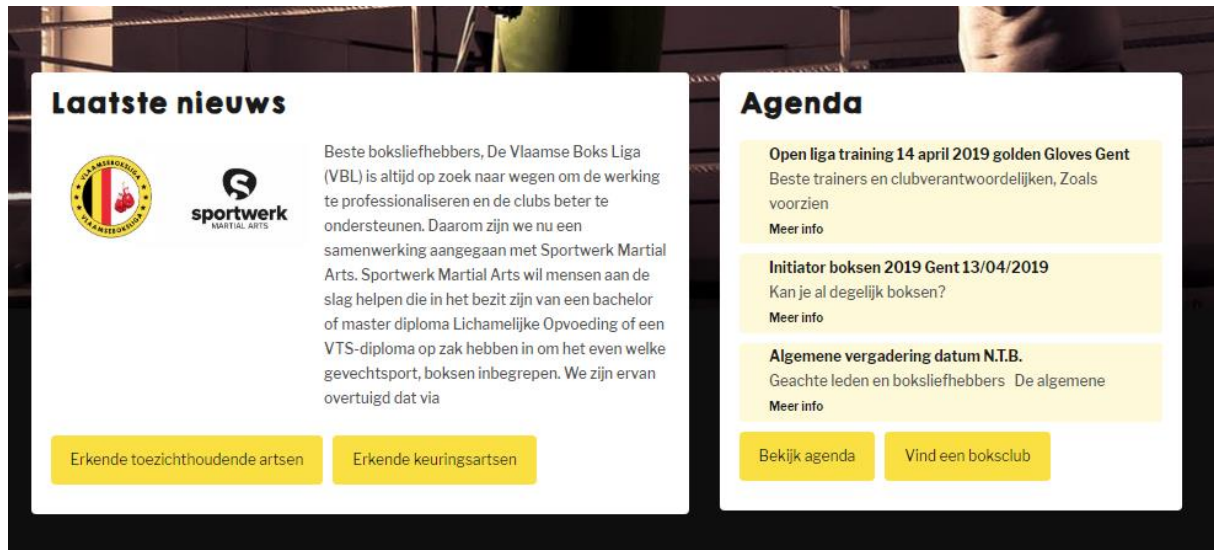 Laatste nieuws
VLAAMSEBOKSLIGA
VLAAMSEBOKSLIGA
sportwerk
MARTIAL ARTS
Beste boksliefhebbers, De Vlaamse Boks Liga
(VBL) is altijd op zoek naar wegen om de werking
te professionaliseren en de clubs beter te
ondersteunen. Daarom zijn we nu een
samenwerking aangegaan met Sportwerk Martial
Arts. Sportwerk Martial Arts wil mensen aan de
slag helpen die in het bezit zijn van een bachelor
of master diploma Lichamelijke Opvoeding of een
VTS-diploma op zak hebben in om het even welke
gevechtsport, boksen inbegrepen. We zijn ervan
overtuigd dat via
Erkende toezichthoudende artsen
Erkende keuringsartsen
Agenda
Open liga training 14 april 2019 golden Gloves Gent
Beste trainers en clubverantwoordelijken, Zoals
voorzien
Meer info
Initiator boksen 2019 Gent 13/04/2019
Kan je al degelijk boksen?
Meer info
Algemene vergadering datum N.T.B.
Geachte leden en boksliefhebbers De algemene
Meer info
Bekijk agenda
Vind een boksclub